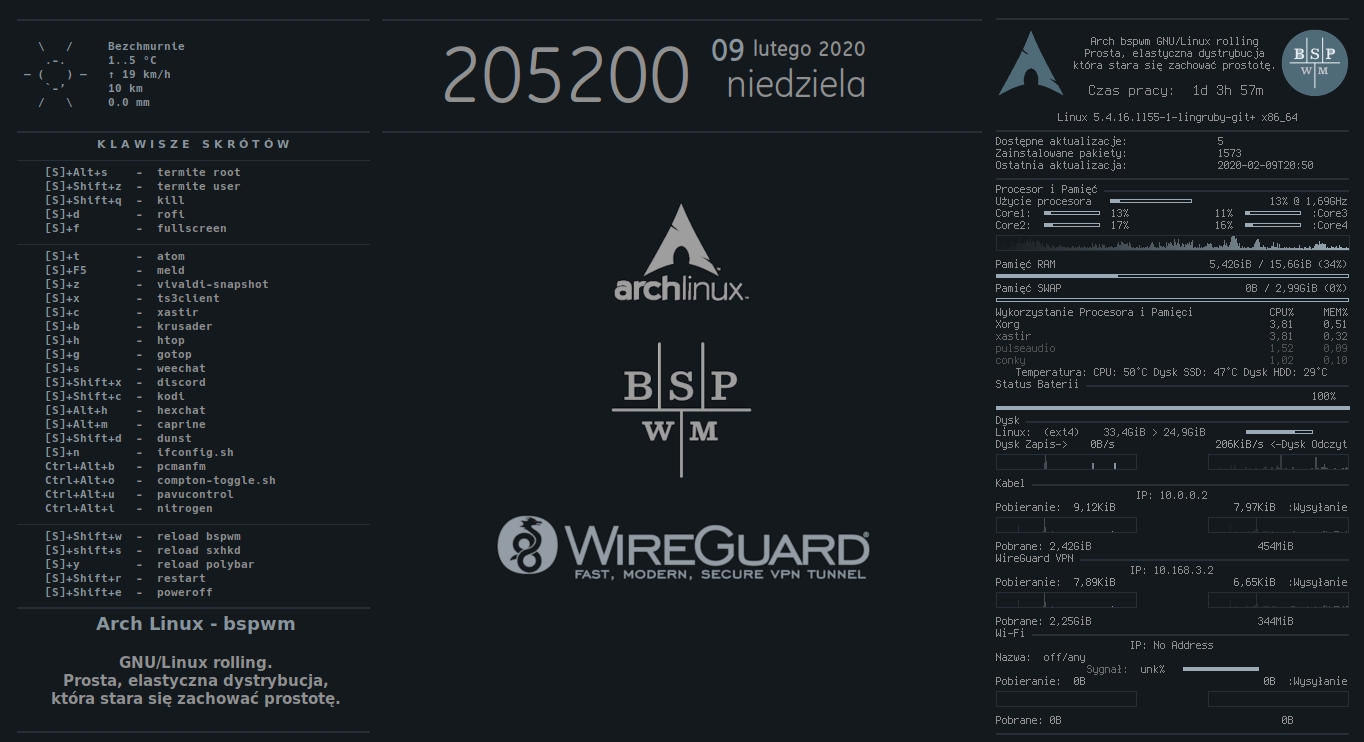 Bezchmurnie
1..5 °C
↑ 19 km/h
10 km
0.0 mm
KLAWISZE SKRÓTÓW
[S]+Alt+s - termite root
[S]+Shift+z - termite user
[S]+Shift+q - kill
[S]+d - rofi
[S]+f - fullscreen
[S]+t - atom
[S]+F5 - meld
[S]+z - vivaldi-snapshot
[S]+x - ts3client
[S]+c - xastir
[S]+b - krusader
[S]+h - htop
[S]+g - gotop
[S]+s - weechat
[S]+Shift+x - discord
[S]+Shift+c - kodi
[S]+Alt+h - hexchat
[S]+Alt+m - caprine
[S]+Shift+d - dunst
[S]+n - ifconfig.sh
Ctrl+Alt+b - pcmanfm
Ctrl+Alt+o - compton-toggle.sh
Ctrl+Alt+u - pavucontrol
Ctrl+Alt+i - nitrogen
[S]+Shift+w - reload bspwm
[S]+shift+s - reload sxhkd
[S]+y - reload polybar
[S]+Shift+r - restart
[S]+Shift+e - poweroff
Arch Linux - bspwm
GNU/Linux rolling.
Prosta, elastyczna dystrybucja,
która stara się zachować prostotę.
205200
09 lutego 2020
niedziela
archlinux™
BSP
WM
WIREGUARD®
FAST, MODERN, SECURE VPN TUNNEL
Arch bspwm GNU/Linux rolling
Prosta, elastyczna dystrybucja
która stara się zachować prostotę.
Czas pracy: 1d 3h 57m
BSP
WM
Linux 5.4.16.ll55-1-lingruby-git+ x86_64
Dostępne aktualizacje: 5
Zainstalowane pakiety: 1573
Ostatnia aktualizacja: 2020-02-09T20:50
Procesor i Pamięć
Użycie procesora 13% @ 1,69GHz
Core1: 13% 11% :Core3
Core2: 17% 16% :Core4
Pamięć RAM 5,42GiB / 15,6GiB (34%)
Pamięć SWAP 0B / 2,99GiB (0%)
Wykorzystanie Procesora i Pamięci CPU% MEM%
Xorg 3,81 0,51
xastir 3,81 0,32
pulseaudio 1,52 0,09
conky 1,02 0,10
Temperatura: CPU: 50°C Dysk SSD: 47°C Dysk HDD: 29°C
Status Baterii
100%
Dysk
Linux: (ext4) 33,4GiB > 24,9GiB
Dysk Zapis-> 0B/s 206KiB/s <-Dysk Odczyt
Kabel
IP: 10.0.0.2
Pobieranie: 9,12KiB 7,97KiB :Wysyłanie
Pobrane: 2,42GiB 454MiB
WireGuard VPN
IP: 10.168.3.2
Pobieranie: 7,89KiB 6,65KiB :Wysyłanie
Pobrane: 2,25GiB 344MiB
Wi-Fi
IP: No Address
Nazwa: off/any
Sygnał: unk%
Pobieranie: 0B 0B :Wysyłanie
Pobrane: 0B 0B